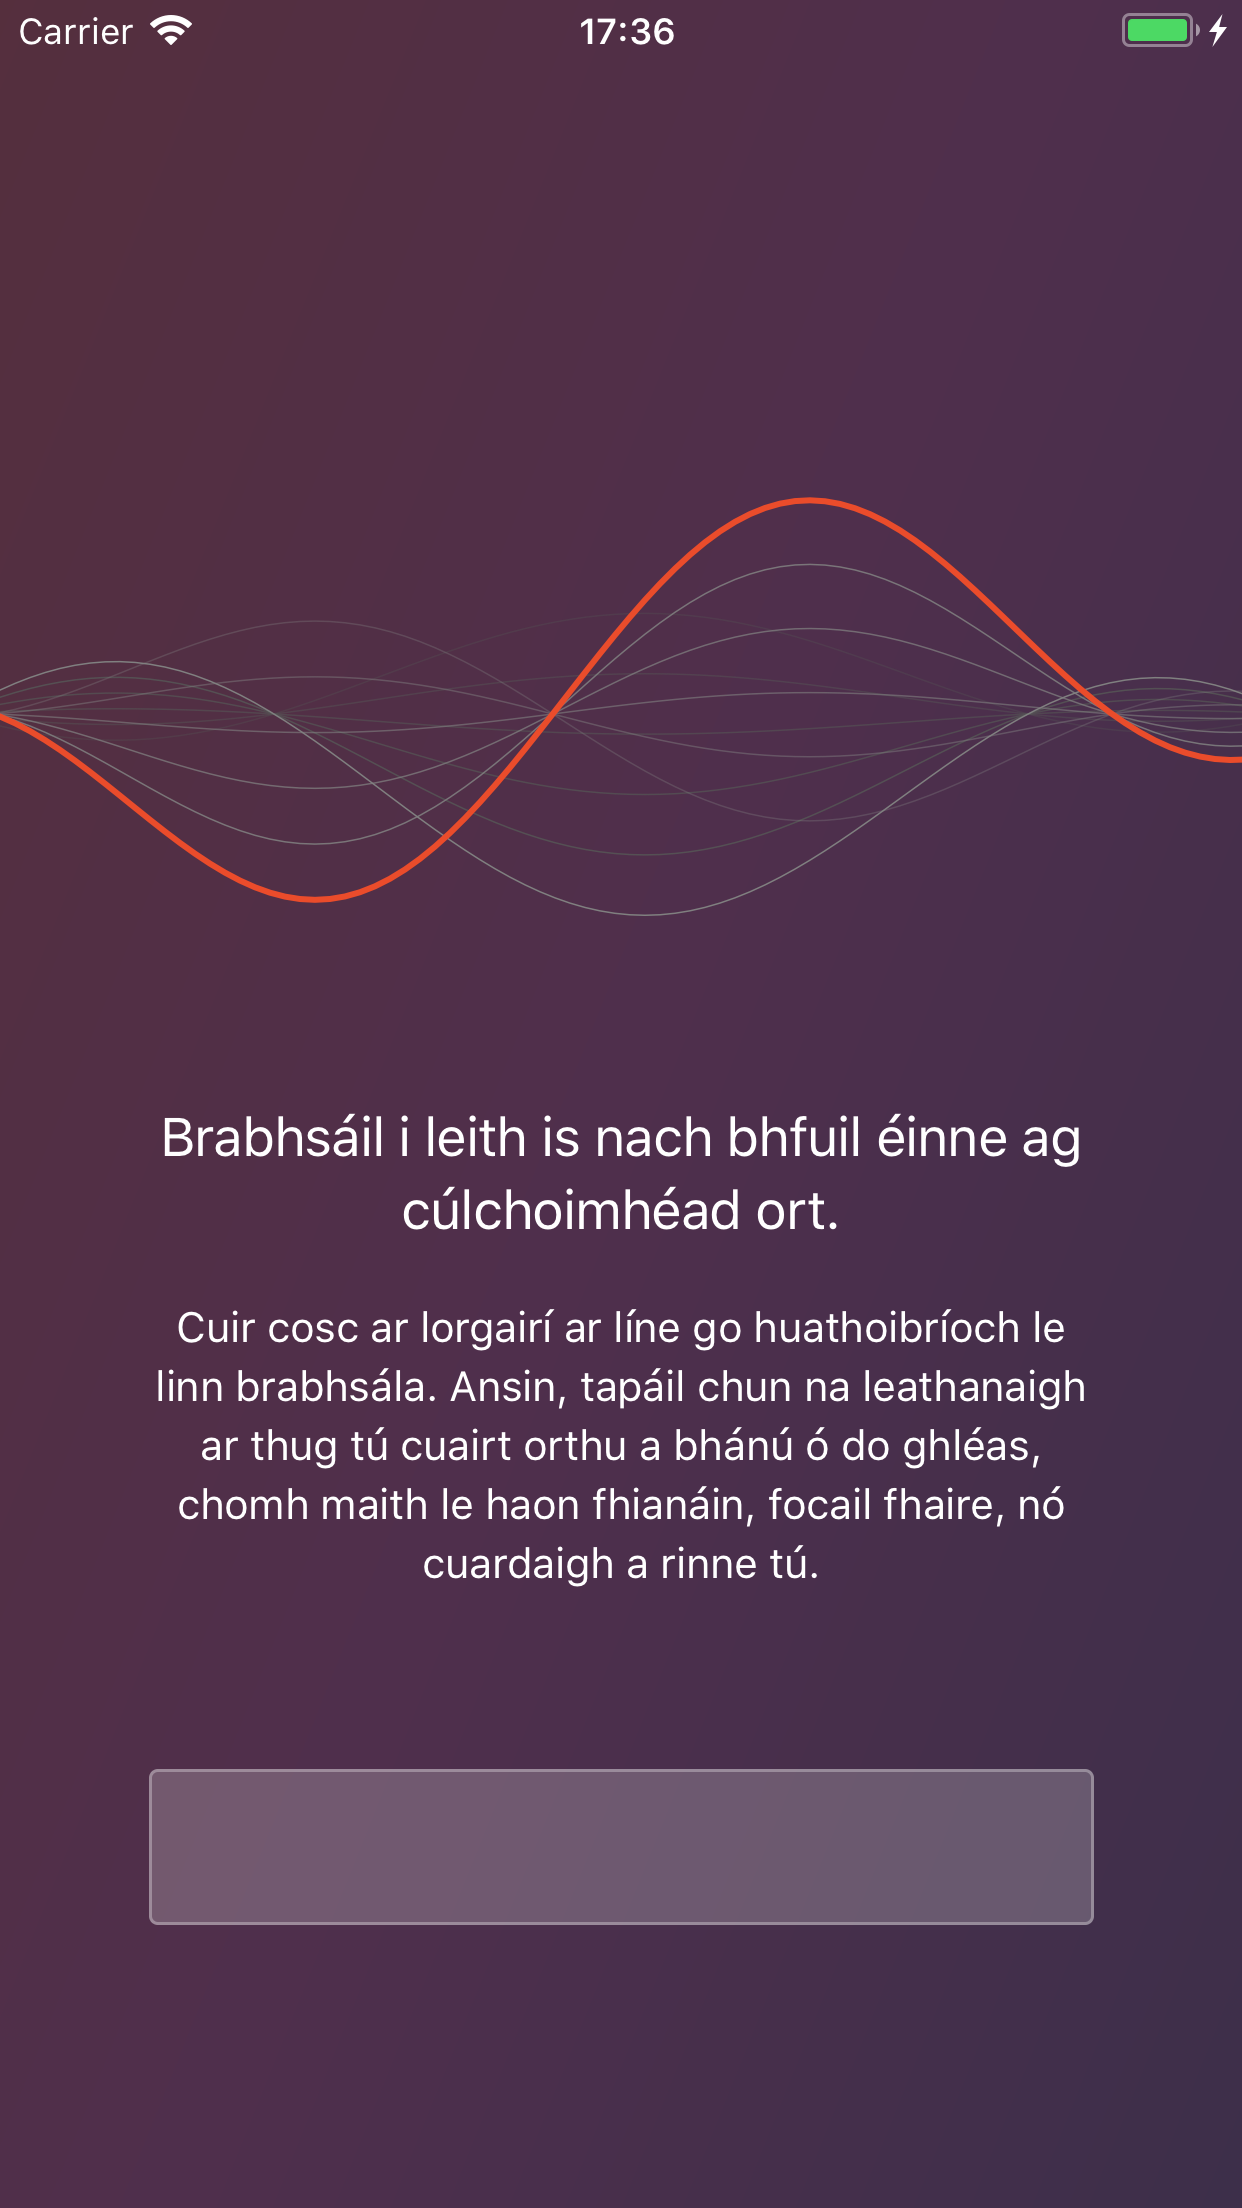 Carrier 17:36
Brabhsáil i leith is nach bhfuil éinne ag
cúlchoimhéad ort.
Cuir cosc ar lorgairí ar líne go huathoibríoch le
linn brabhsála. Ansin, tapáil chun na leathanaigh
ar thug tú cuairt orthu a bhánú ó do ghléas,
chomh maith le haon fhianáin, focail fhaire, nó
cuardaigh a rinne tú.